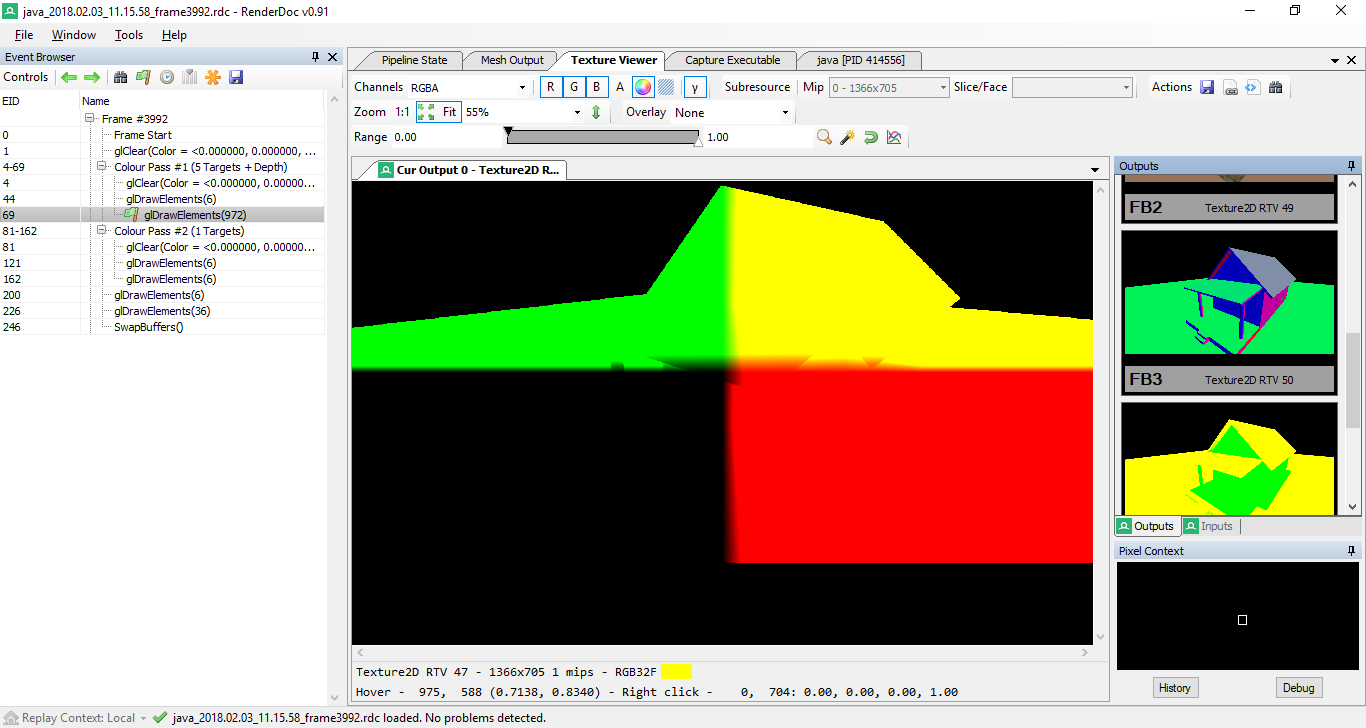 java_2018.02.03_11.15.58_frame3992.rdc - RenderDoc v0.91
File Window Tools Help
Event Browser
Controls
EID Name
Frame #3992
0 Frame Start
1 glClear(Color = <0.000000, 0.000000, ...
4-69 Colour Pass #1 (5 Targets + Depth)
4 glClear(Color = <0.000000, 0.00000...
44 glDrawElements(6)
69 glDrawElements(972)
81-162 Colour Pass #2 (1 Targets)
81 glClear(Color = <0.000000, 0.00000...
121 glDrawElements(6)
162 glDrawElements(6)
200 glDrawElements(6)
226 glDrawElements(36)
246 SwapBuffers()
Pipeline State Mesh Output Texture Viewer Capture Executable java [PID 414556]
Channels RGBA R G B A γ Subresource Mip 0 - 1366x705 Slice/Face Actions
Zoom 1:1 Fit 55% Overlay None
Range 0.00 1.00
Cur Output 0 - Texture2D R...
Texture2D RTV 47 - 1366x705 1 mips - RGB32F
Hover - 975, 588 (0.7138, 0.8340) - Right click - 0, 704: 0.00, 0.00, 0.00, 1.00
Outputs
FB2 Texture2D RTV 49
FB3 Texture2D RTV 50
Outputs Inputs
Pixel Context
History Debug
Replay Context: Local java_2018.02.03_11.15.58_frame3992.rdc loaded. No problems detected.